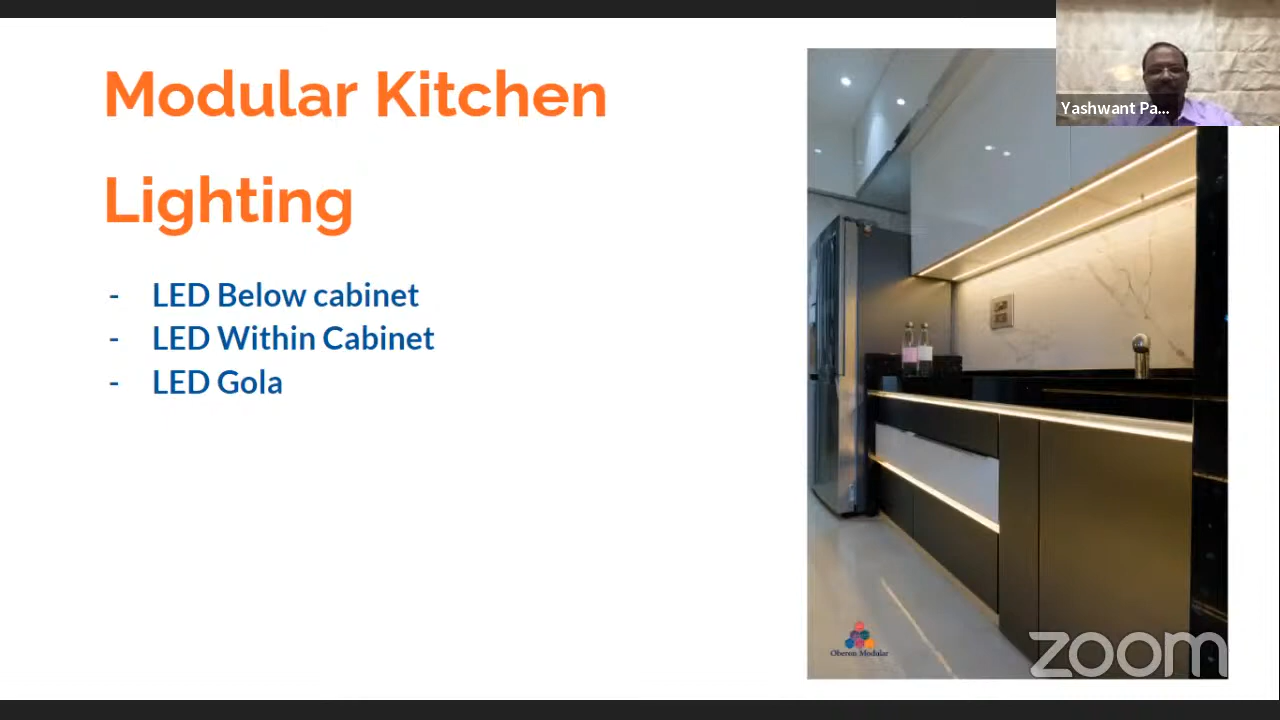 Modular Kitchen
Lighting
- LED Below cabinet
- LED Within Cabinet
- LED Gola
Yashwant Pa...
Oberon Modular
zoom